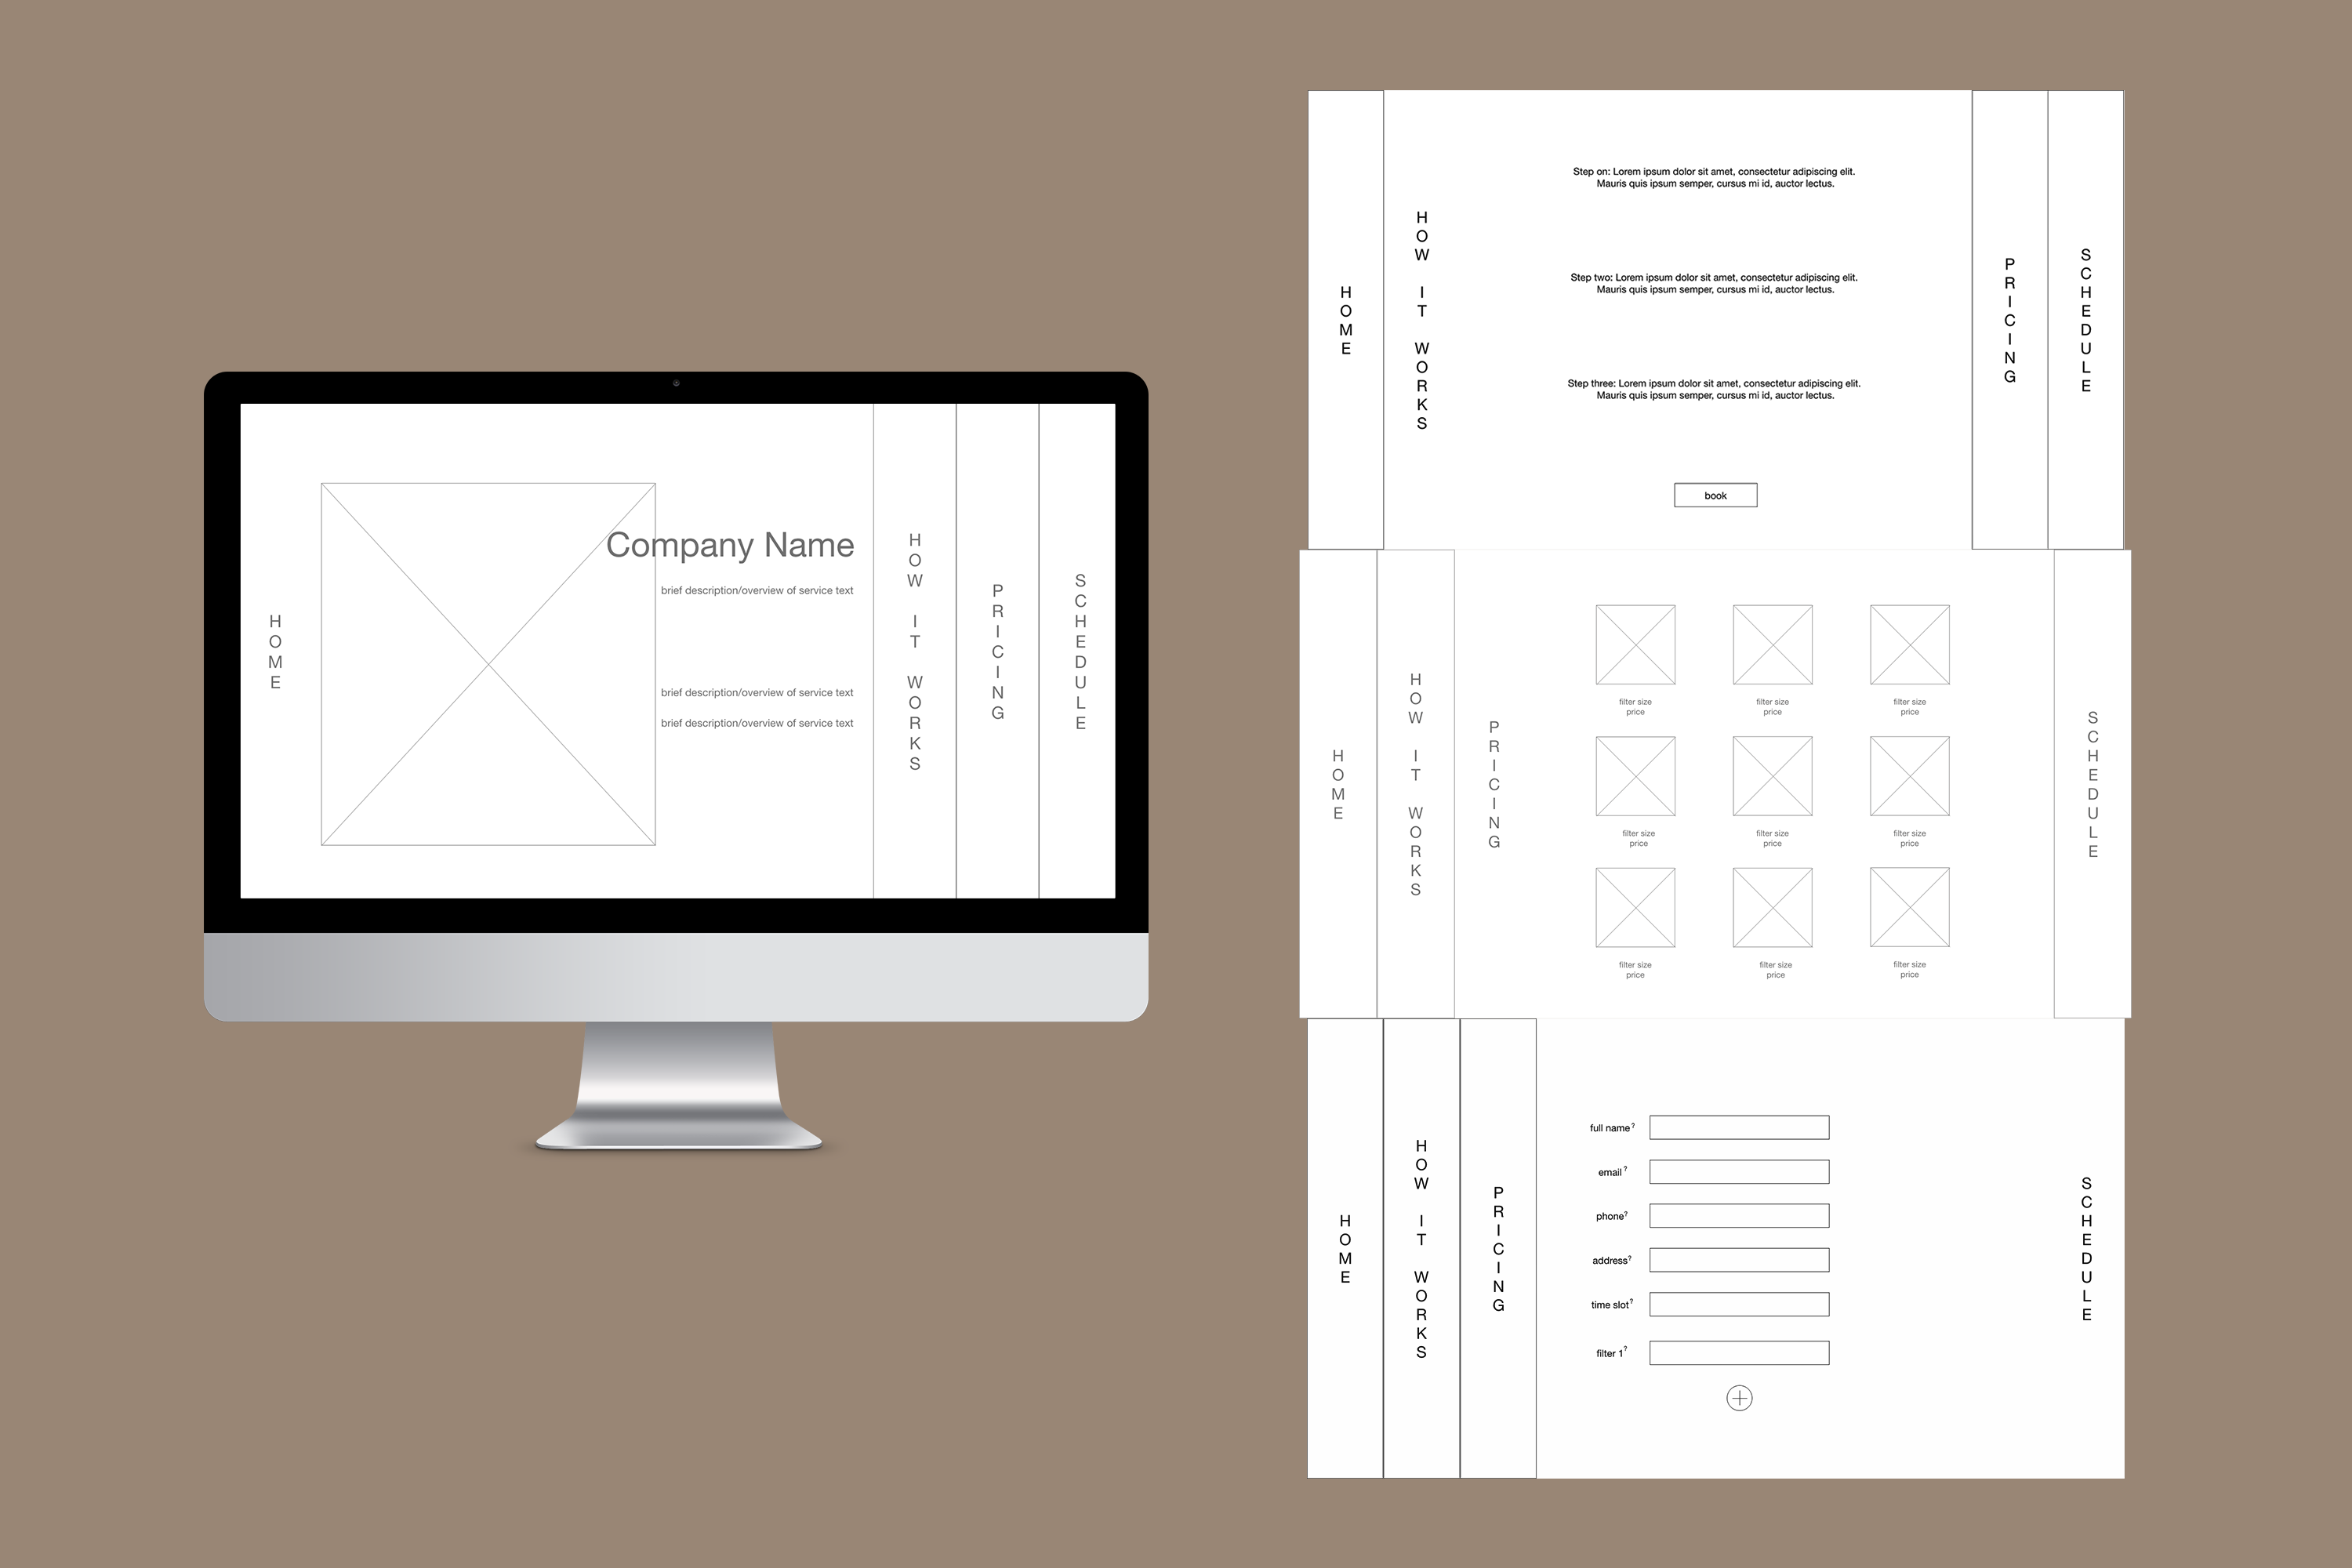 HOME
Company Name
brief description/overview of service text
brief description/overview of service text
brief description/overview of service text
HOW IT WORKS
PRICING
SCHEDULE
HOME
HOW IT WORKS
Step on: Lorem ipsum dolor sit amet, consectetur adipiscing elit.
Mauris quis ipsum semper, cursus mi id, auctor lectus.
Step two: Lorem ipsum dolor sit amet, consectetur adipiscing elit.
Mauris quis ipsum semper, cursus mi id, auctor lectus.
Step three: Lorem ipsum dolor sit amet, consectetur adipiscing elit.
Mauris quis ipsum semper, cursus mi id, auctor lectus.
book
PRICING
SCHEDULE
HOME
HOW IT WORKS
PRICING
filter size
price
filter size
price
filter size
price
filter size
price
filter size
price
filter size
price
filter size
price
filter size
price
filter size
price
SCHEDULE
HOME
HOW IT WORKS
PRICING
full name?
email?
phone?
address?
time slot?
filter 1?
SCHEDULE